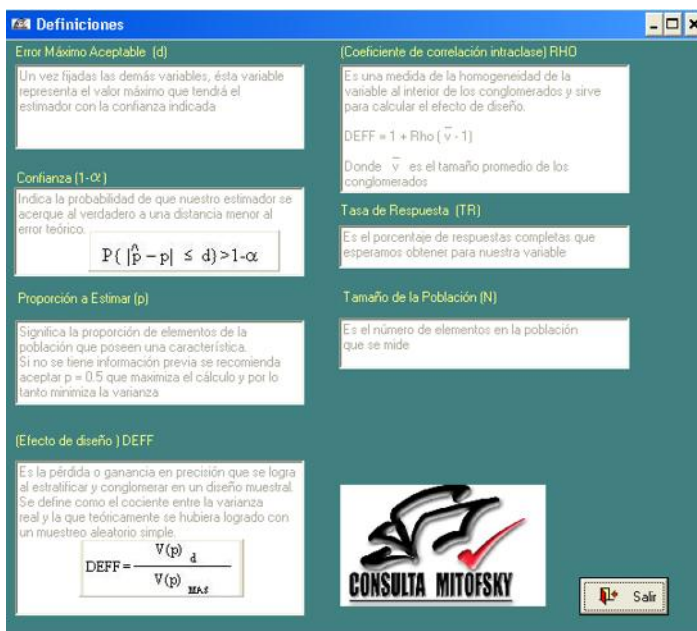 Definiciones
Error Máximo Aceptable (d)
Un vez fijadas las demás variables, ésta variable
representa el valor máximo que tendrá el
estimador con la confianza indicada
Confianza (1-α)
Indica la probabilidad de que nuestro estimador se
acerque al verdadero a una distancia menor al
error teórico.
P( |p̂ – p| ≤ d)>1-α
Proporción a Estimar (p)
Significa la proporción de elementos de la
población que poseen una característica.
Si no se tiene información previa se recomienda
aceptar p = 0.5 que maximiza el cálculo y por lo
tanto minimiza la varianza
(Efecto de diseño ) DEFF
Es la pérdida o ganancia en precisión que se logra
al estratificar y conglomerar en un diseño muestral.
Se define como el cociente entre la varianza
real y la que teóricamente se hubiera logrado con
un muestreo aleatorio simple.
V(p) d
DEFF=
V(p) MAS
(Coeficiente de correlación intraclase) RHO
Es una medida de la homogeneidad de la
variable al interior de los conglomerados y sirve
para calcular el efecto de diseño.
DEFF = 1 + Rho ( v̄ - 1)
Donde v̄ es el tamaño promedio de los
conglomerados
Tasa de Respuesta (TR)
Es el porcentaje de respuestas completas que
esperamos obtener para nuestra variable
Tamaño de la Población (N)
Es el número de elementos en la población
que se mide
CONSULTA MITOFSKY
Salir